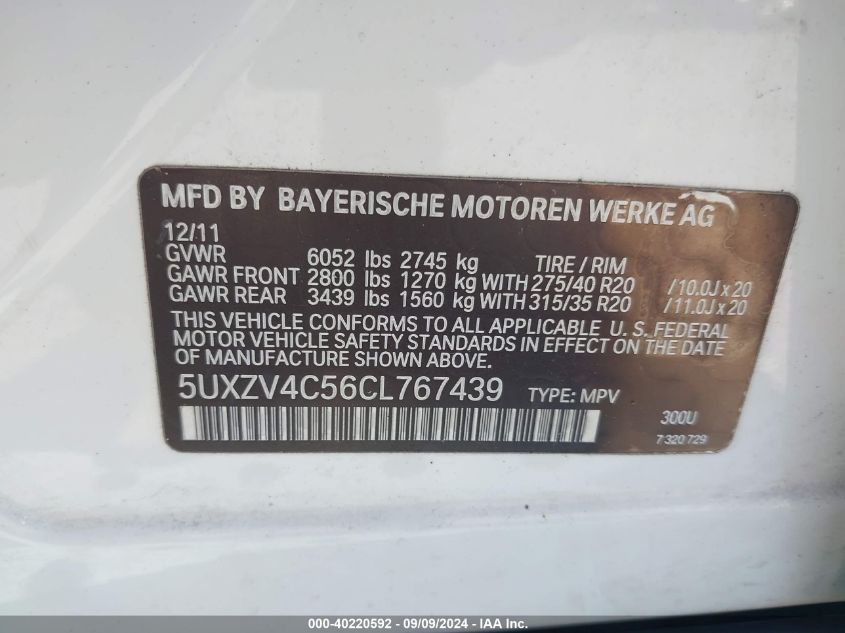 MFD BY BAYERISCHE MOTOREN WERKE AG
12/11
GVWR 6052 lbs 2745 kg TIRE / RIM
GAWR FRONT 2800 lbs 1270 kg WITH 275/40 R20 /10.0J x 20
GAWR REAR 3439 lbs 1560 kg WITH 315/35 R20 /11.0J x 20
THIS VEHICLE CONFORMS TO ALL APPLICABLE U. S. FEDERAL
MOTOR VEHICLE SAFETY STANDARDS IN EFFECT ON THE DATE
OF MANUFACTURE SHOWN ABOVE.
5UXZV4C56CL767439 TYPE: MPV
300U
7 320 729
000-40220592 - 09/09/2024 - IAA Inc.